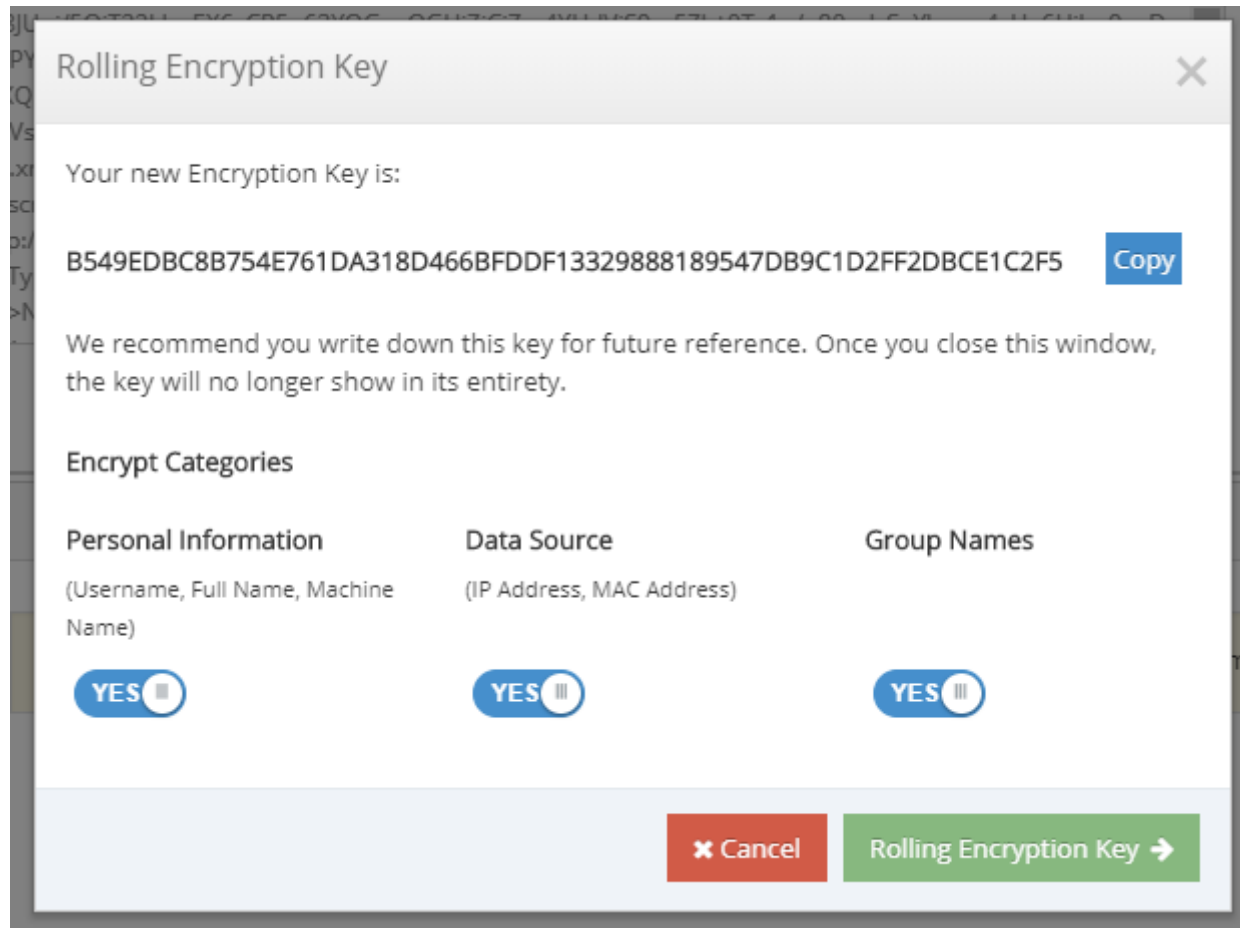 Rolling Encryption Key
Your new Encryption Key is:
B549EDBC8B754E761DA318D466BFDDF13329888189547DB9C1D2FF2DBCE1C2F5
Copy
We recommend you write down this key for future reference. Once you close this window,
the key will no longer show in its entirety.
Encrypt Categories
Personal Information
(Username, Full Name, Machine
Name)
YES
Data Source
(IP Address, MAC Address)
YES
Group Names
YES
Cancel
Rolling Encryption Key